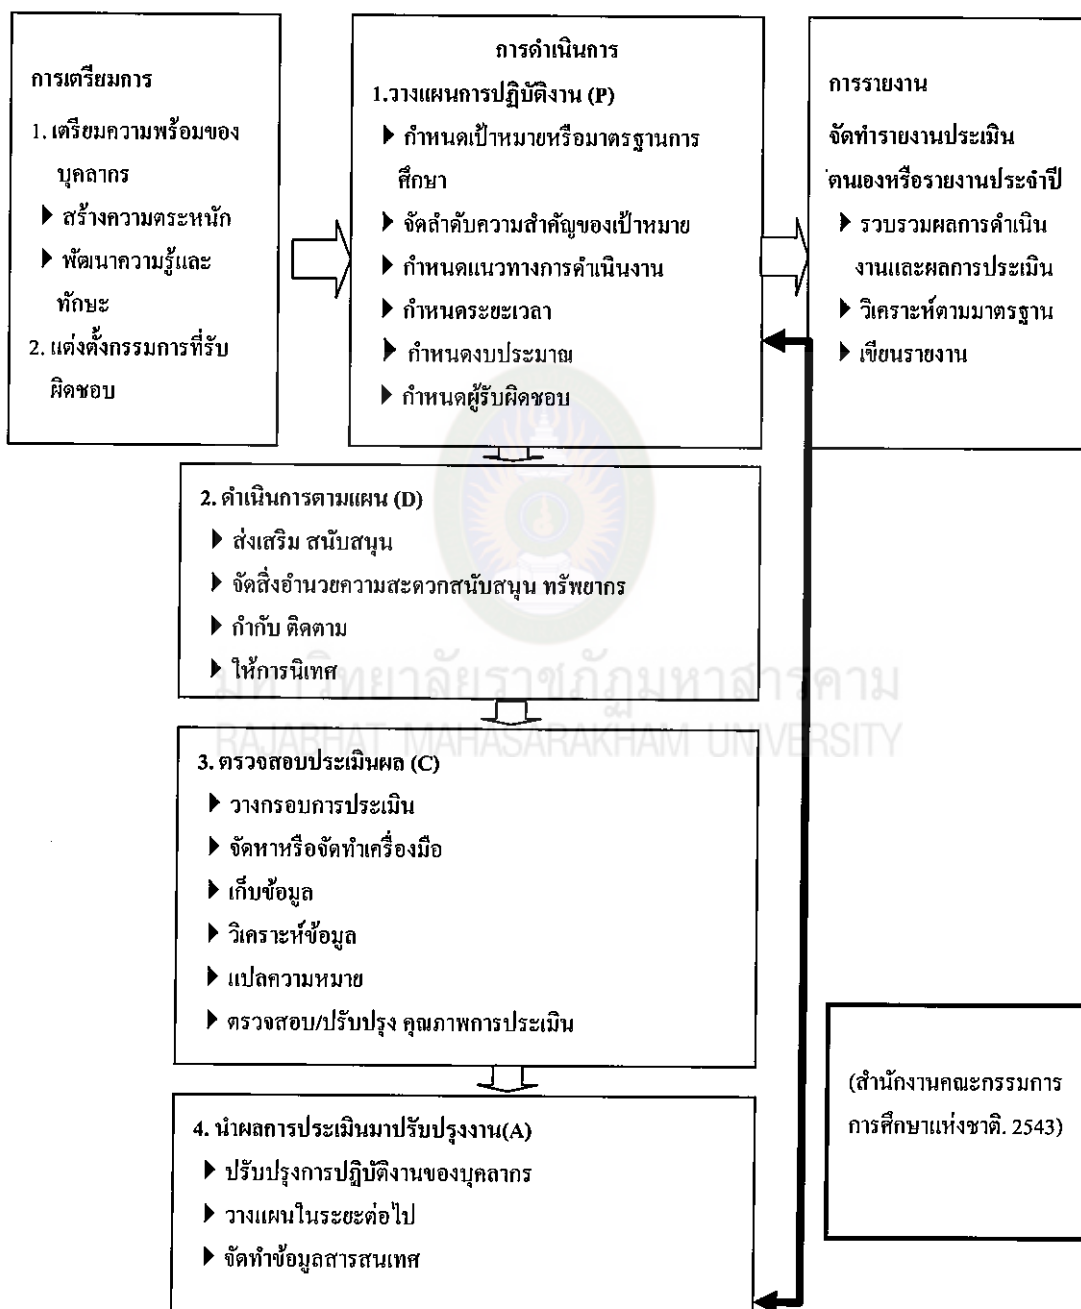 การเตรียมการ
1. เตรียมความพร้อมของ
บุคลากร
สร้างความตระหนัก
พัฒนาความรู้และ
ทักษะ
2. แต่งตั้งกรรมการที่รับ
ผิดชอบ
การดำเนินการ
1.วางแผนการปฏิบัติงาน (P)
กำหนดเป้าหมายหรือมาตรฐานการ
ศึกษา
จัดลำดับความสำคัญของเป้าหมาย
กำหนดแนวทางการดำเนินงาน
กำหนดระยะเวลา
กำหนดงบประมาณ
กำหนดผู้รับผิดชอบ
การรายงาน
จัดทำรายงานประเมิน
ตนเองหรือรายงานประจำปี
รวบรวมผลการดำเนิน
งานและผลการประเมิน
วิเคราะห์ตามมาตรฐาน
เขียนรายงาน
2. ดำเนินการตามแผน (D)
ส่งเสริม สนับสนุน
จัดสิ่งอำนวยความสะดวกสนับสนุน ทรัพยากร
กำกับ ติดตาม
ให้การนิเทศ
มหาวิทยาลัยราชภัฏมหาสารคาม
RAJABHAT MAHASARAKHAM UNIVERSITY
3. ตรวจสอบประเมินผล (C)
วางกรอบการประเมิน
จัดหาหรือจัดทำเครื่องมือ
เก็บข้อมูล
วิเคราะห์ข้อมูล
แปลความหมาย
ตรวจสอบ/ปรับปรุง คุณภาพการประเมิน
4. นำผลการประเมินมาปรับปรุงงาน(A)
ปรับปรุงการปฏิบัติงานของบุคลากร
วางแผนในระยะต่อไป
จัดทำข้อมูลสารสนเทศ
(สำนักงานคณะกรรมการ
การศึกษาแห่งชาติ. 2543)